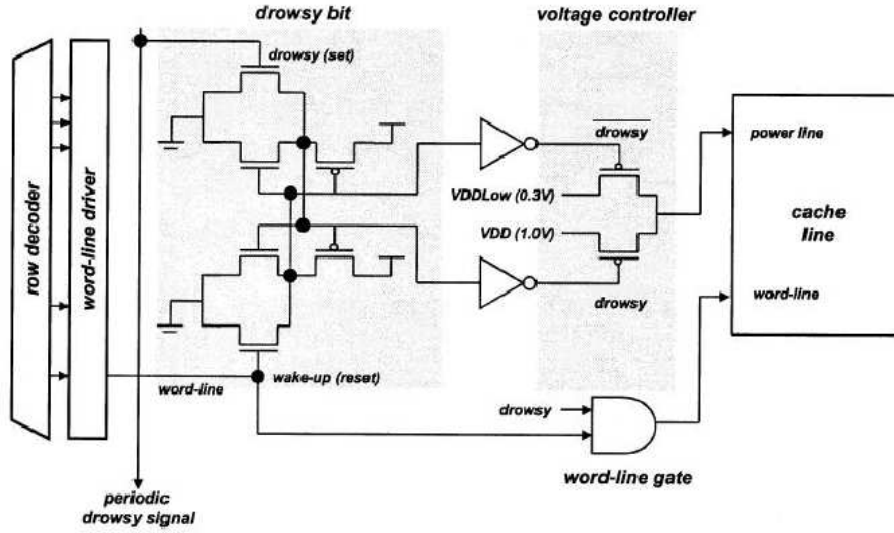 drowsy bit
voltage controller
drowsy (set)
row decoder
word-line driver
drowsy
power line
VDDLow (0.3V)
VDD (1.0V)
cache
line
drowsy
word-line
wake-up (reset)
word-line
drowsy
word-line gate
periodic
drowsy signal